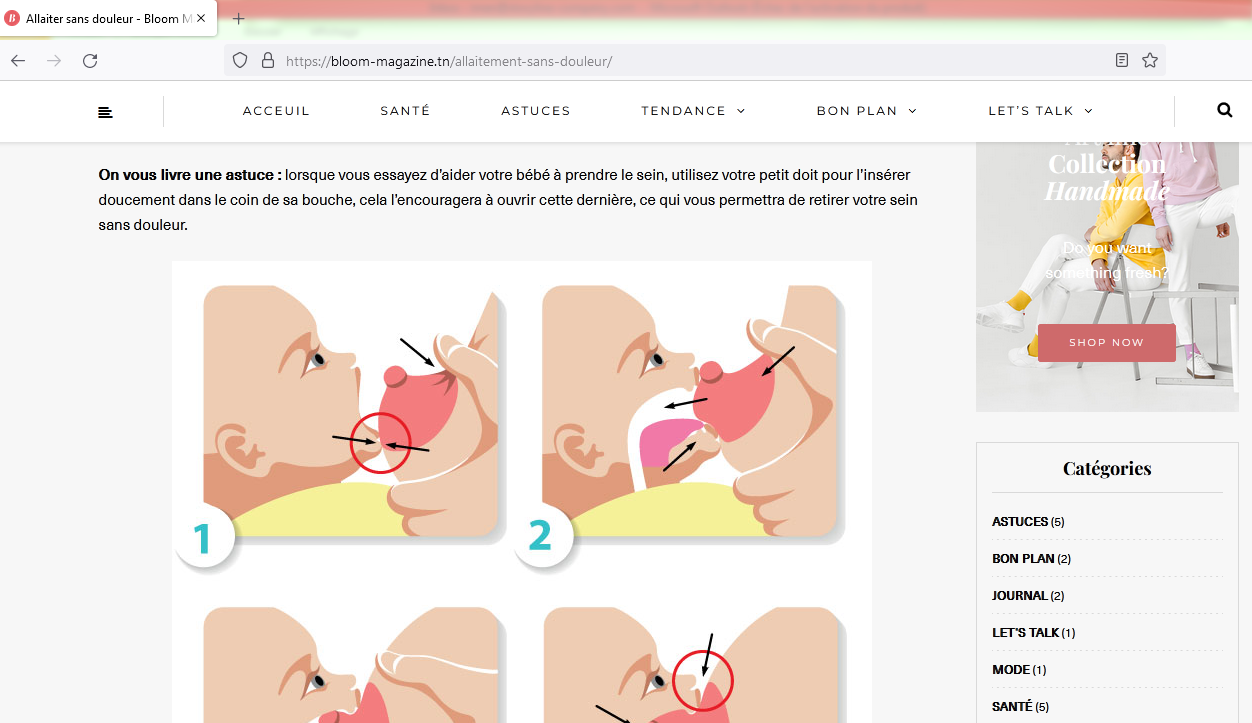 Allaiter sans douleur - Bloom M
https://bloom-magazine.tn/allaitement-sans-douleur/
ACCEUIL
SANTÉ
ASTUCES
TENDANCE
BON PLAN
LET'S TALK
On vous livre une astuce : lorsque vous essayez d'aider votre bébé à prendre le sein, utilisez votre petit doit pour l'insérer
doucement dans le coin de sa bouche, cela l'encouragera à ouvrir cette dernière, ce qui vous permettra de retirer votre sein
sans douleur.
1
2
Collection
Handmade
Do you want
something fresh?
SHOP NOW
Catégories
ASTUCES (5)
BON PLAN (2)
JOURNAL (2)
LET'S TALK (1)
MODE (1)
SANTÉ (5)